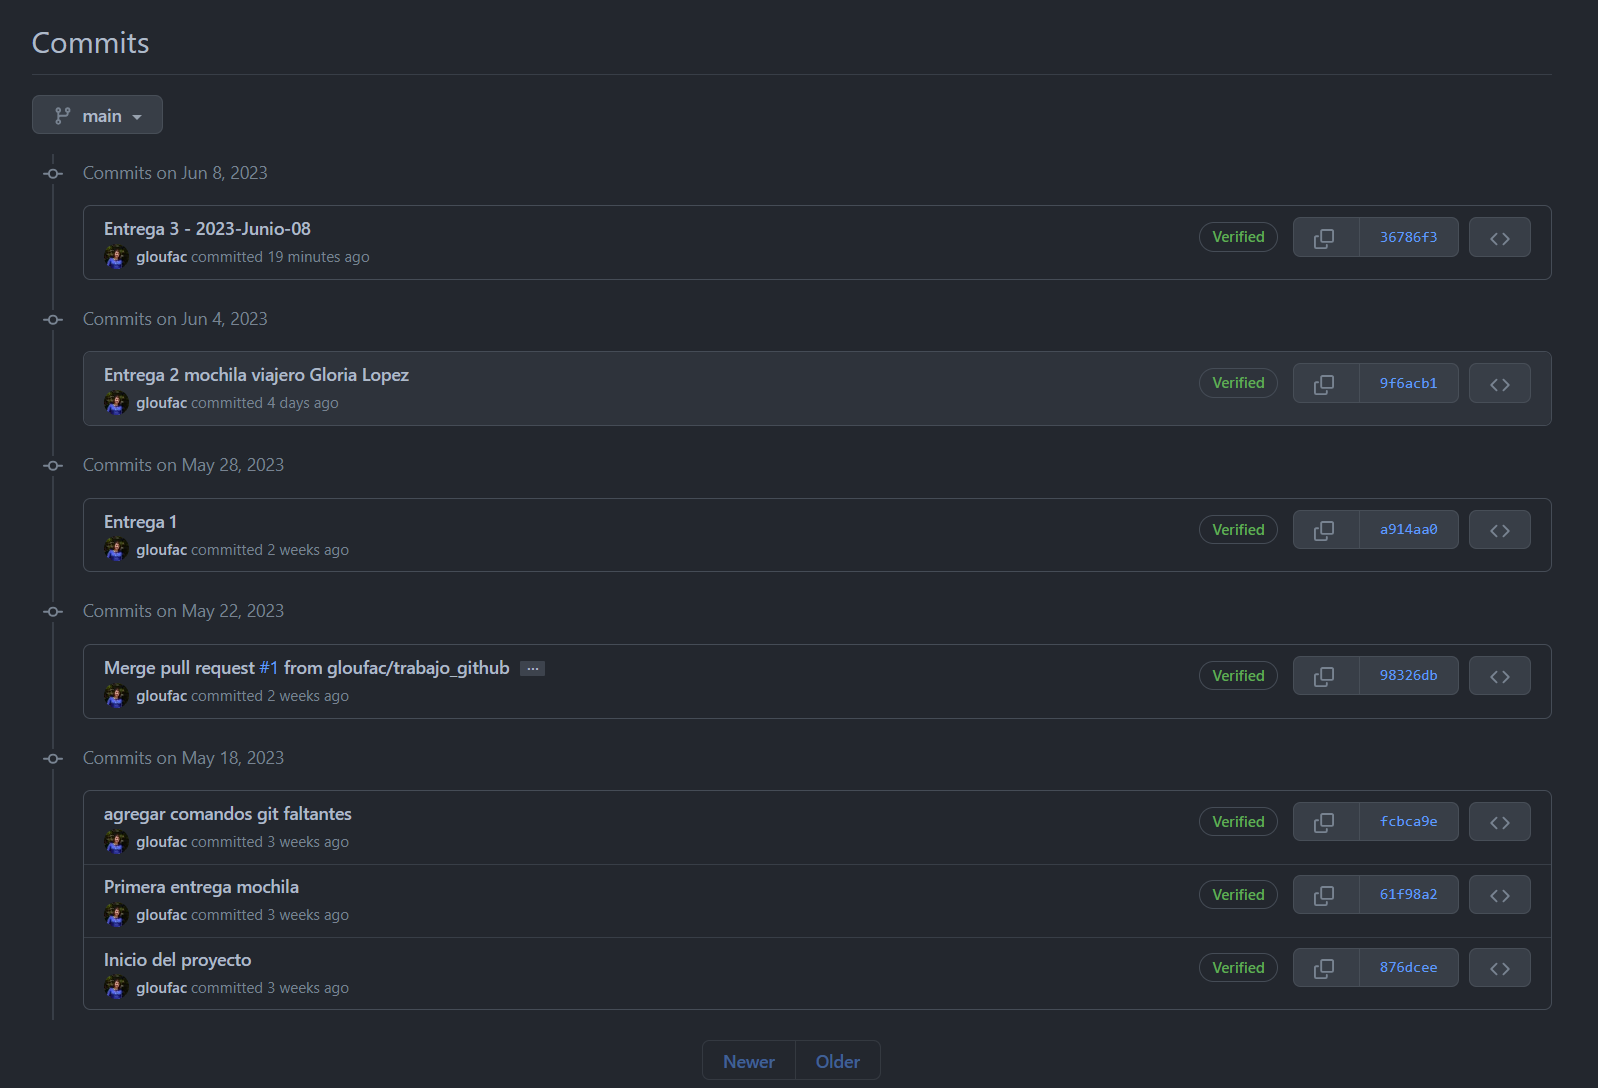 Commits
main
Commits on Jun 8, 2023
Entrega 3 - 2023-Junio-08
gloufac committed 19 minutes ago
Verified
36786f3
Commits on Jun 4, 2023
Entrega 2 mochila viajero Gloria Lopez
gloufac committed 4 days ago
Verified
9f6acb1
Commits on May 28, 2023
Entrega 1
gloufac committed 2 weeks ago
Verified
a914aa0
Commits on May 22, 2023
Merge pull request #1 from gloufac/trabajo_github ...
gloufac committed 2 weeks ago
Verified
98326db
Commits on May 18, 2023
agregar comandos git faltantes
gloufac committed 3 weeks ago
Verified
fcbca9e
Primera entrega mochila
gloufac committed 3 weeks ago
Verified
61f98a2
Inicio del proyecto
gloufac committed 3 weeks ago
Verified
876dcee
Newer Older